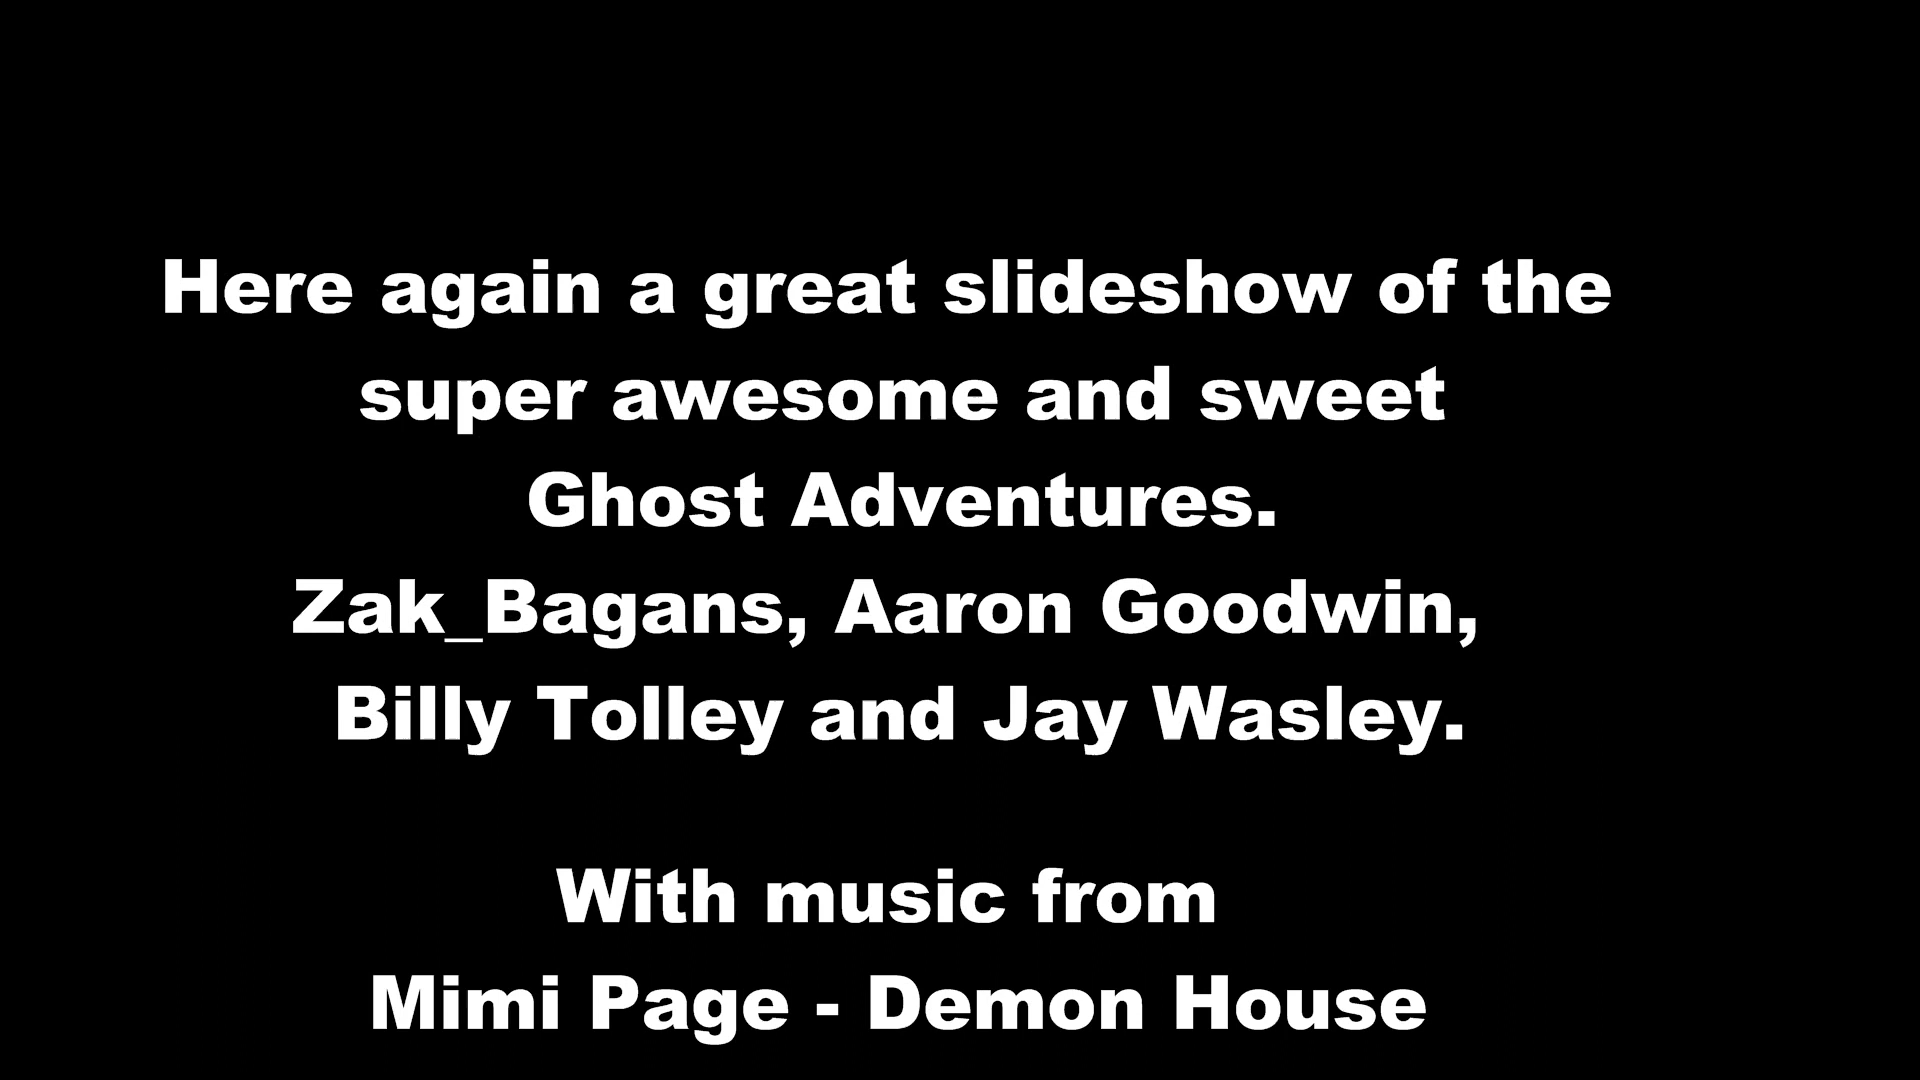 Here again a great slideshow of the
super awesome and sweet
Ghost Adventures.
Zak_Bagans, Aaron Goodwin,
Billy Tolley and Jay Wasley.
With music from
Mimi Page - Demon House